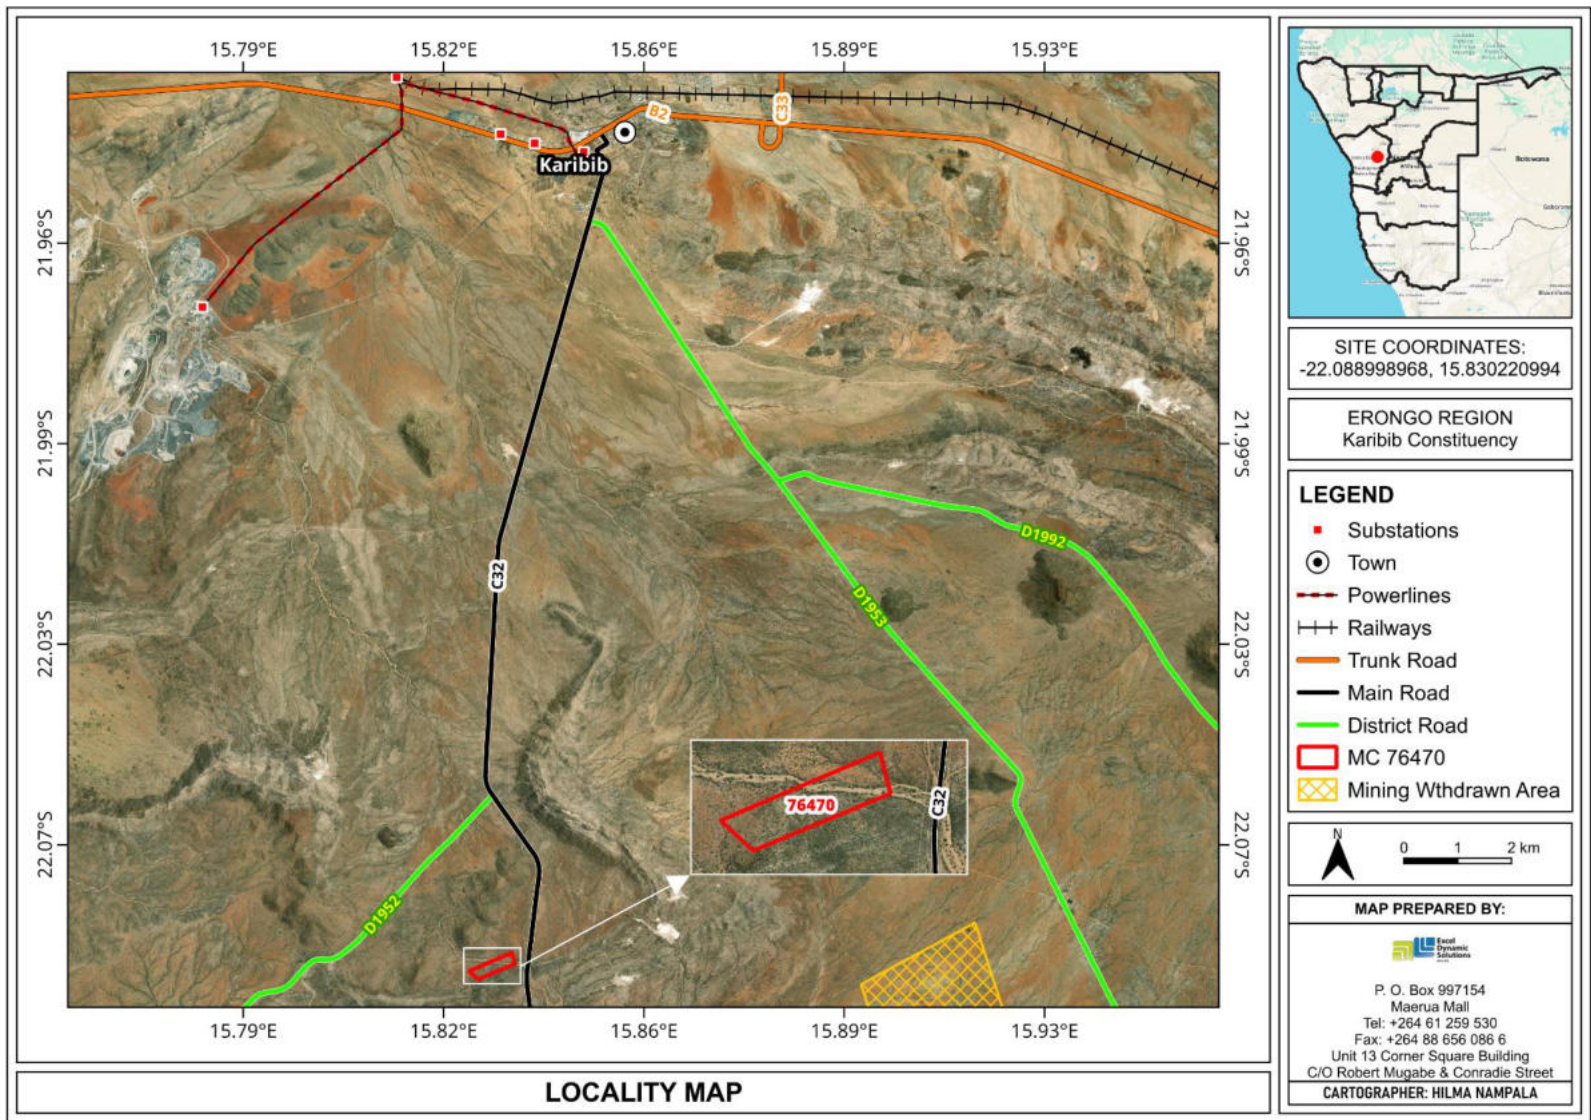 15.79°E 15.82°E 15.86°E 15.89°E 15.93°E
B2
C33
Karibib
21.96°S
21.96°S
21.99°S
21.99°S
D1992
C32
D1953
22.03°S
22.03°S
76470
C32
22.07°S
22.07°S
D1952
15.79°E 15.82°E 15.86°E 15.89°E 15.93°E
LOCALITY MAP
Botswana
SITE COORDINATES:
-22.088998968, 15.830220994
ERONGO REGION
Karibib Constituency
LEGEND
Substations
Town
Powerlines
Railways
Trunk Road
Main Road
District Road
MC 76470
Mining Wthdrawn Area
N
0 1 2 km
MAP PREPARED BY:
Excel
Dynamic
Solutions
P. O. Box 997154
Maerua Mall
Tel: +264 61 259 530
Fax: +264 88 656 086 6
Unit 13 Corner Square Building
C/O Robert Mugabe & Conradie Street
CARTOGRAPHER: HILMA NAMPALA